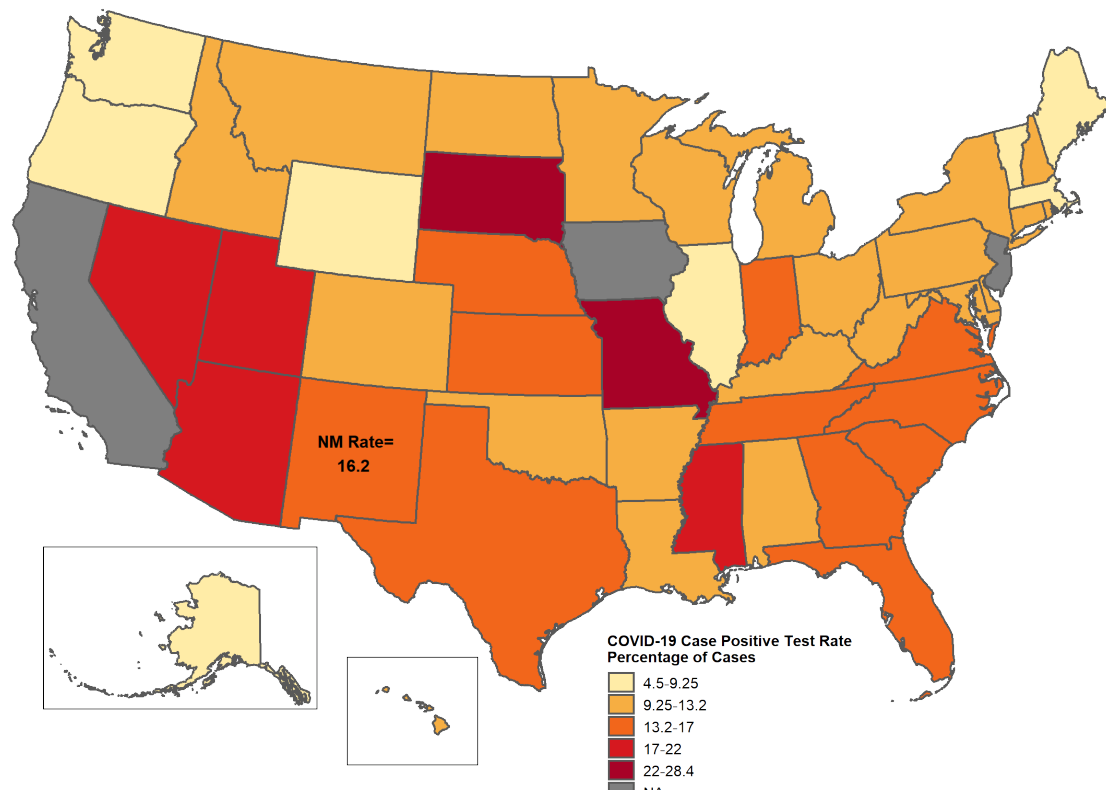 NM Rate=
16.2
COVID-19 Case Positive Test Rate
Percentage of Cases
4.5-9.25
9.25-13.2
13.2-17
17-22
22-28.4